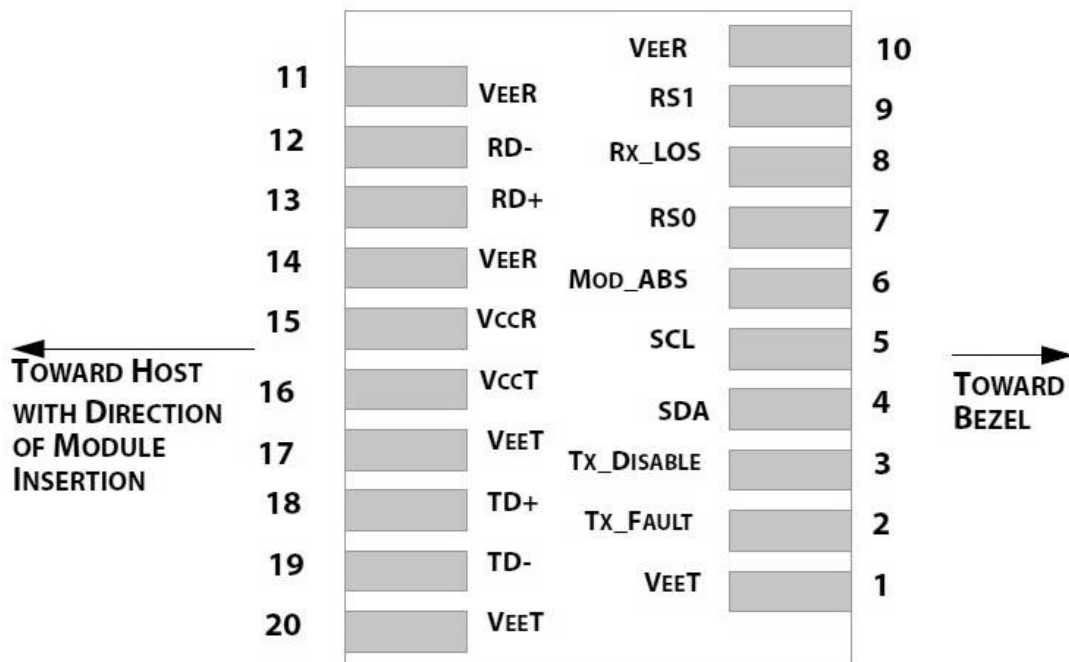 11 VEER
12 RD-
13 RD+
14 VEER
15 VCCR
16 VCCT
17 VEET
18 TD+
19 TD-
20 VEET
VEER 10
RS1 9
RX_LOS 8
RS0 7
MOD_ABS 6
SCL 5
SDA 4
TX_DISABLE 3
TX_FAULT 2
VEET 1
TOWARD HOST
WITH DIRECTION
OF MODULE
INSERTION
TOWARD
BEZEL